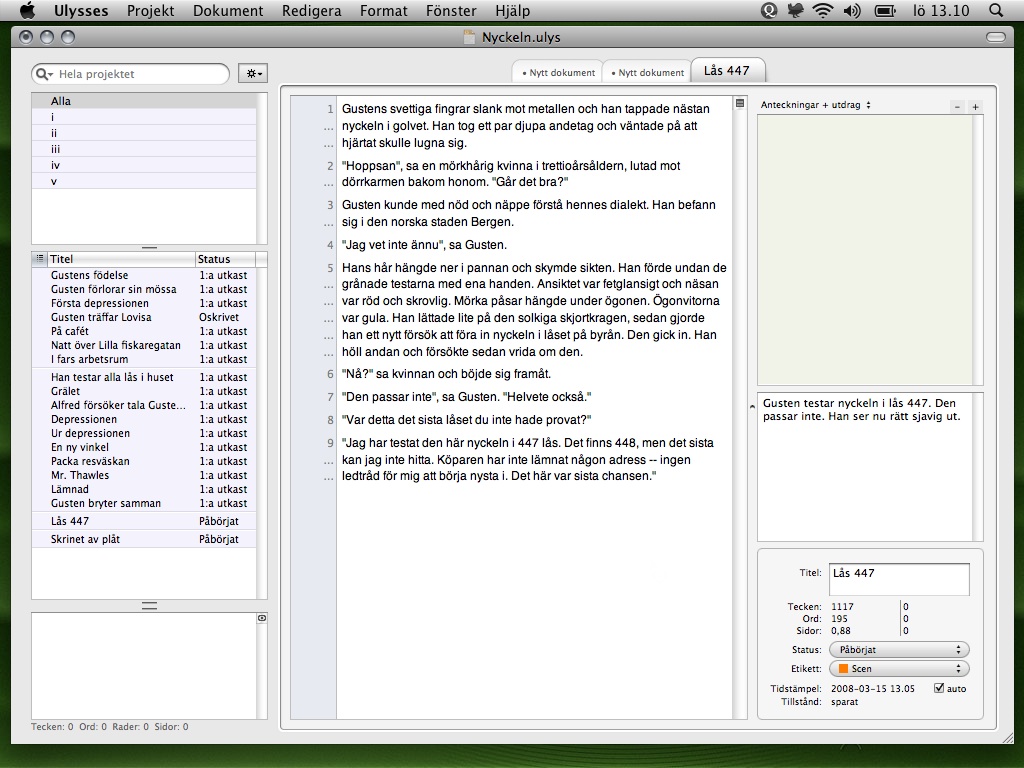 Ulysses Projekt Dokument Redigera Format Fönster Hjälp lö 13.10
Nyckeln.ulys
Hela projektet
• Nytt dokument
• Nytt dokument
Lås 447
Alla
i
ii
iii
iv
v
Titel Status
Gustens födelse 1:a utkast
Gusten förlorar sin mössa 1:a utkast
Första depressionen 1:a utkast
Gusten träffar Lovisa Oskrivet
På cafét 1:a utkast
Natt över Lilla fiskaregatan 1:a utkast
I fars arbetsrum 1:a utkast
Han testar alla lås i huset 1:a utkast
Grälet 1:a utkast
Alfred försöker tala Guste... 1:a utkast
Depressionen 1:a utkast
Ur depressionen 1:a utkast
En ny vinkel 1:a utkast
Packa resväskan 1:a utkast
Mr. Thawles 1:a utkast
Lämnad 1:a utkast
Gusten bryter samman 1:a utkast
Lås 447 Påbörjat
Skrinet av plåt Påbörjat
Tecken: 0 Ord: 0 Rader: 0 Sidor: 0
1 Gustens svettiga fingrar slank mot metallen och han tappade nästan
... nyckeln i golvet. Han tog ett par djupa andetag och väntade på att
... hjärtat skulle lugna sig.
2 "Hoppsan", sa en mörkhårig kvinna i trettioårsåldern, lutad mot
... dörrkarmen bakom honom. "Går det bra?"
3 Gusten kunde med nöd och näppe förstå hennes dialekt. Han befann
... sig i den norska staden Bergen.
4 "Jag vet inte ännu", sa Gusten.
5 Hans hår hängde ner i pannan och skymde sikten. Han förde undan de
... grånade testarna med ena handen. Ansiktet var fetglansigt och näsan
... var röd och skrovlig. Mörka påsar hängde under ögonen. Ögonvitorna
... var gula. Han lättade lite på den solkiga skjortkragen, sedan gjorde
... han ett nytt försök att föra in nyckeln i låset på byrån. Den gick in. Han
... höll andan och försökte sedan vrida om den.
6 "Nå?" sa kvinnan och böjde sig framåt.
7 "Den passar inte", sa Gusten. "Helvete också."
8 "Var detta det sista låset du inte hade provat?"
9 "Jag har testat den här nyckeln i 447 lås. Det finns 448, men det sista
... kan jag inte hitta. Köparen har inte lämnat någon adress -- ingen
... ledtråd för mig att börja nysta i. Det här var sista chansen."
Anteckningar + utdrag - +
Gusten testar nyckeln i lås 447. Den
passar inte. Han ser nu rätt sjavig ut.
Titel: Lås 447
Tecken: 1117 0
Ord: 195 0
Sidor: 0,88 0
Status: Påbörjat
Etikett: Scen
Tidstämpel: 2008-03-15 13.05 auto
Tillstånd: sparat